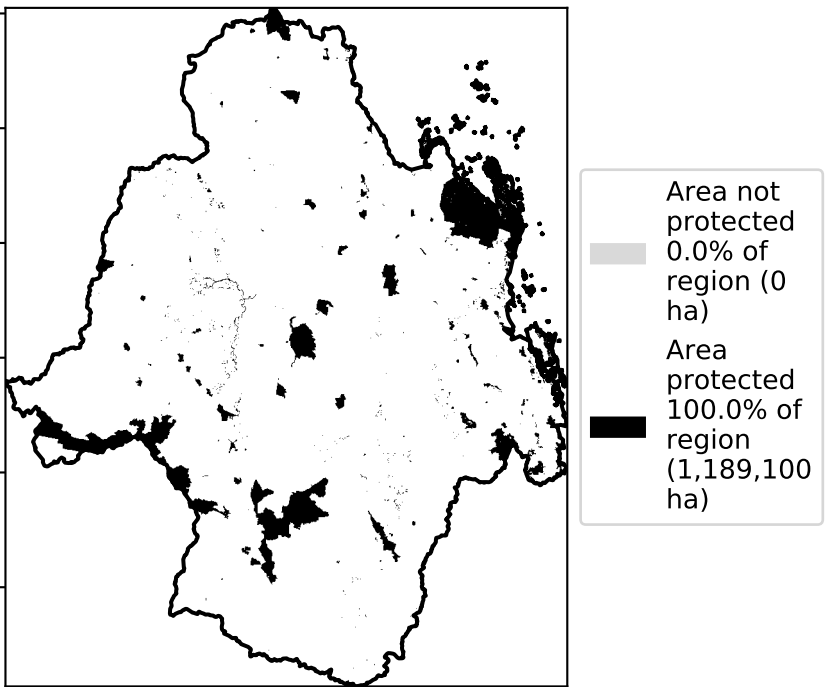 Area not
protected
0.0% of
region (0
ha)
Area
protected
100.0% of
region
(1,189,100
ha)